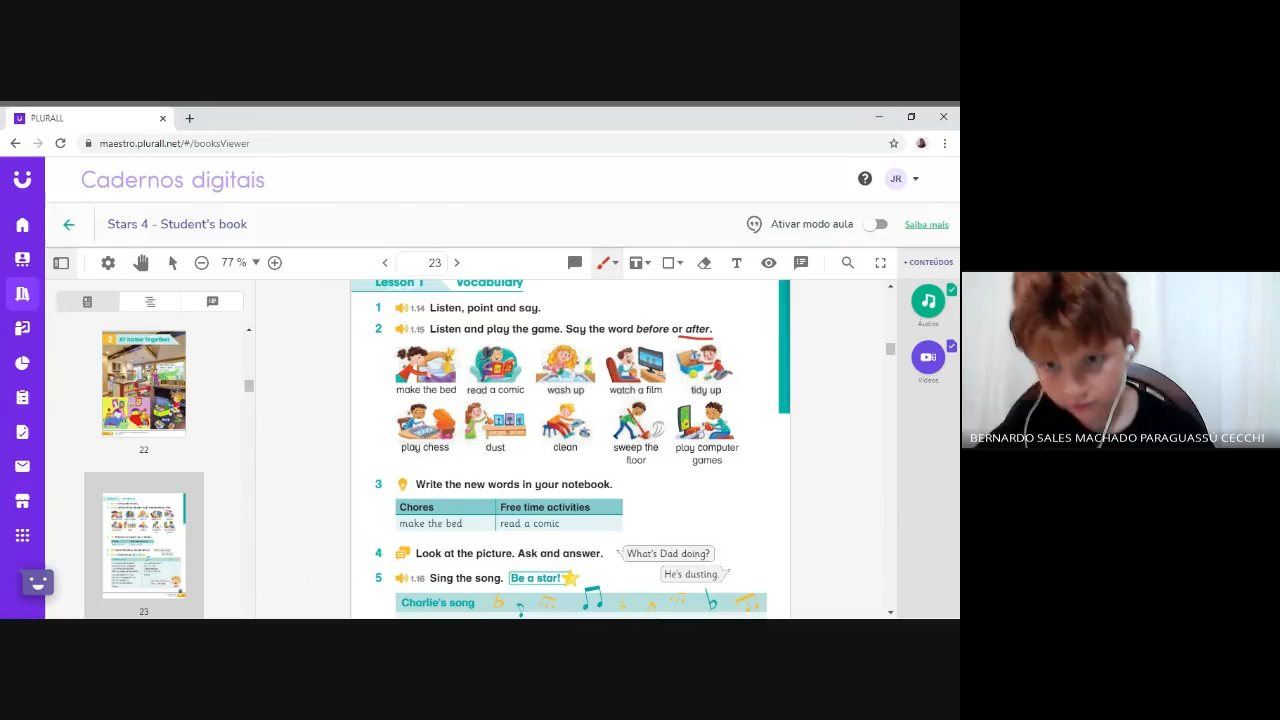 PLURALL
maestro.plurall.net/#/booksViewer
Cadernos digitais
JR
Stars 4 - Student's book
Ativar modo aula
Saiba mais
77 %
23
+ CONTEÚDOS
Áudios
Vídeos
2 At home together
22
23
Lesson 1 Vocabulary
1 1.14 Listen, point and say.
2 1.15 Listen and play the game. Say the word before or after.
make the bed read a comic wash up watch a film tidy up
play chess dust clean sweep the floor play computer games
3 Write the new words in your notebook.
Chores Free time activities
make the bed read a comic
4 Look at the picture. Ask and answer.
What's Dad doing?
He's dusting.
5 1.16 Sing the song. Be a star!
Charlie's song
BERNARDO SALES MACHADO PARAGUASSÚ CECCHI